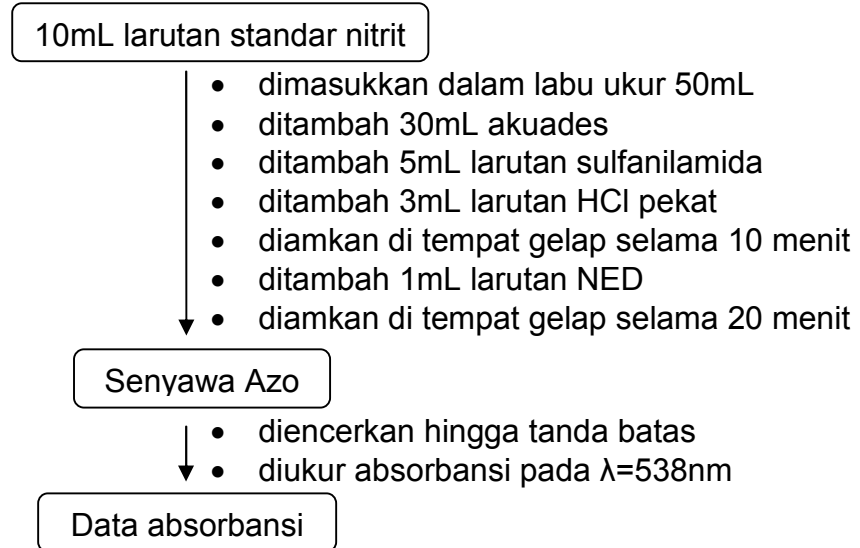 10mL larutan standar nitrit
• dimasukkan dalam labu ukur 50mL
• ditambah 30mL akuades
• ditambah 5mL larutan sulfanilamida
• ditambah 3mL larutan HCl pekat
• diamkan di tempat gelap selama 10 menit
• ditambah 1mL larutan NED
• diamkan di tempat gelap selama 20 menit
Senyawa Azo
• diencerkan hingga tanda batas
• diukur absorbansi pada λ=538nm
Data absorbansi